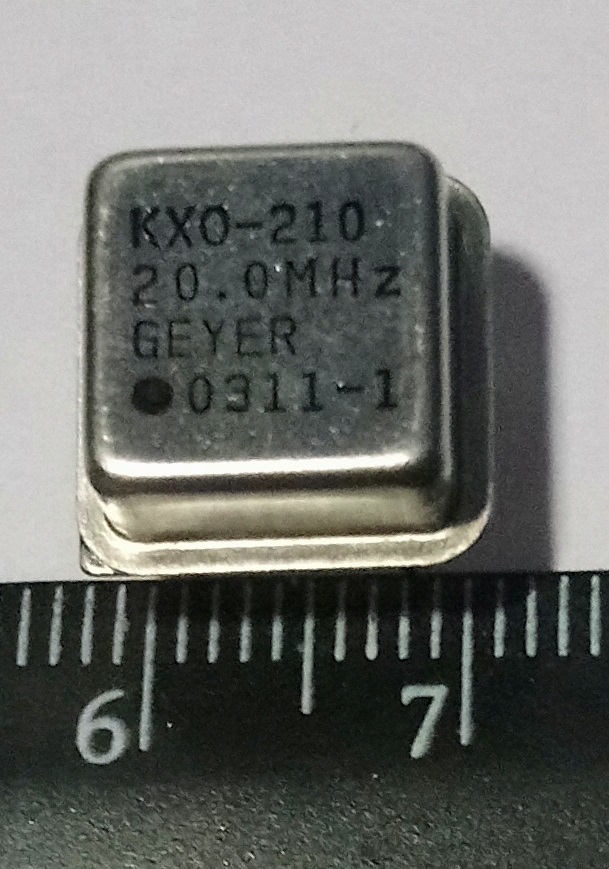 KXO-210
20.0MHz
GEYER
●0311-1
6 7